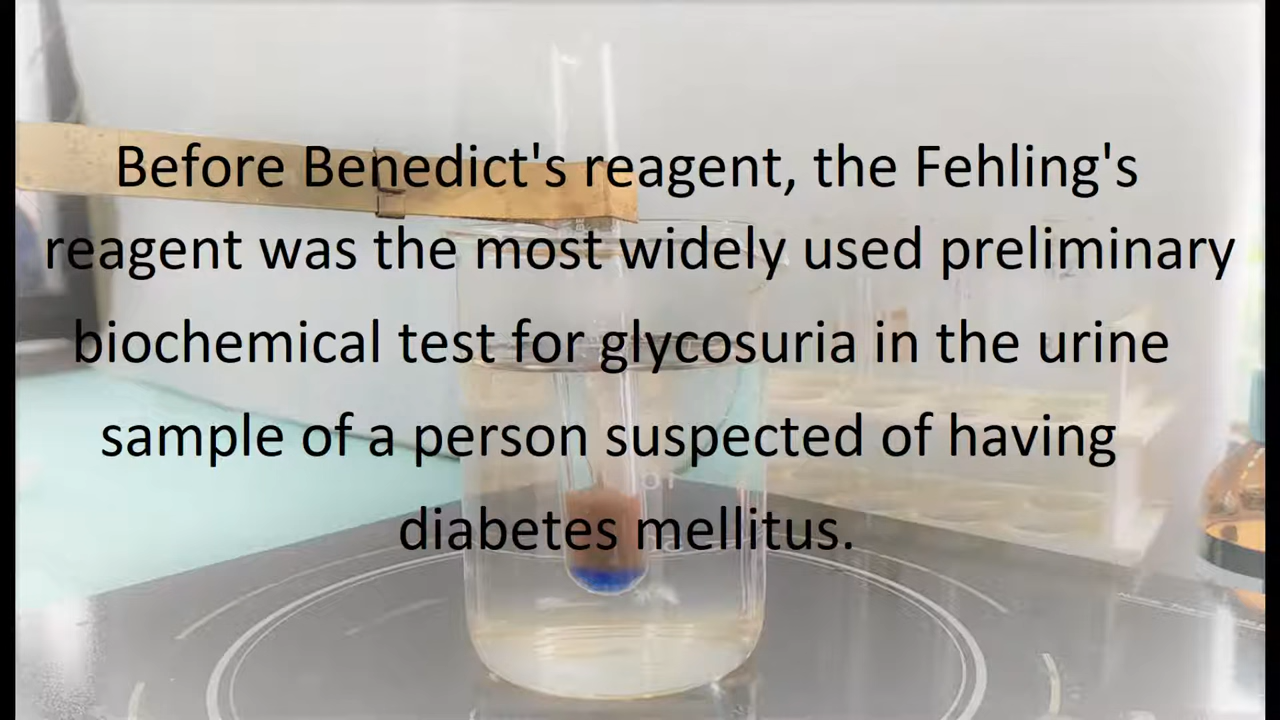 Before Benedict's reagent, the Fehling's
reagent was the most widely used preliminary
biochemical test for glycosuria in the urine
sample of a person suspected of having
diabetes mellitus.